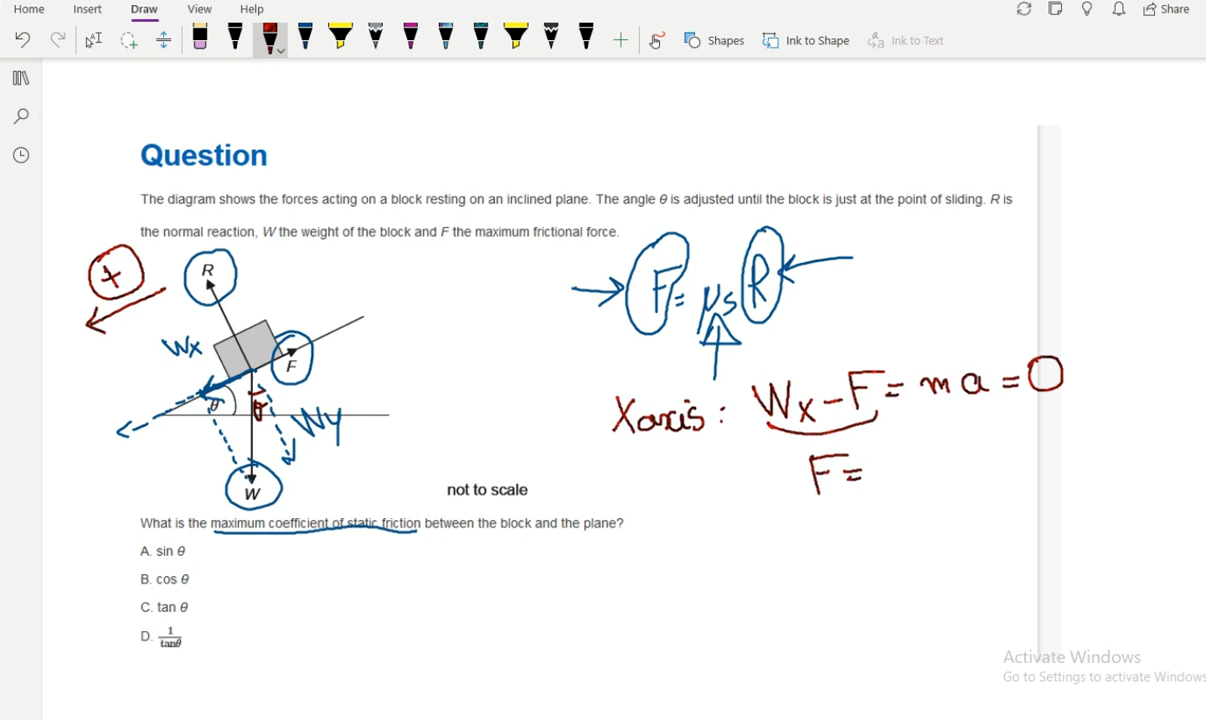 Home Insert Draw View Help Share
Shapes Ink to Shape Ink to Text
Question
The diagram shows the forces acting on a block resting on an inclined plane. The angle θ is adjusted until the block is just at the point of sliding. R is
the normal reaction, W the weight of the block and F the maximum frictional force.
+
R
F = μs R
Wx
F
θ
θ
Wy
X axis : Wx - F = ma = 0
F =
W
not to scale
What is the maximum coefficient of static friction between the block and the plane?
A. sin θ
B. cos θ
C. tan θ
D. 1/tanθ
Activate Windows
Go to Settings to activate Windows